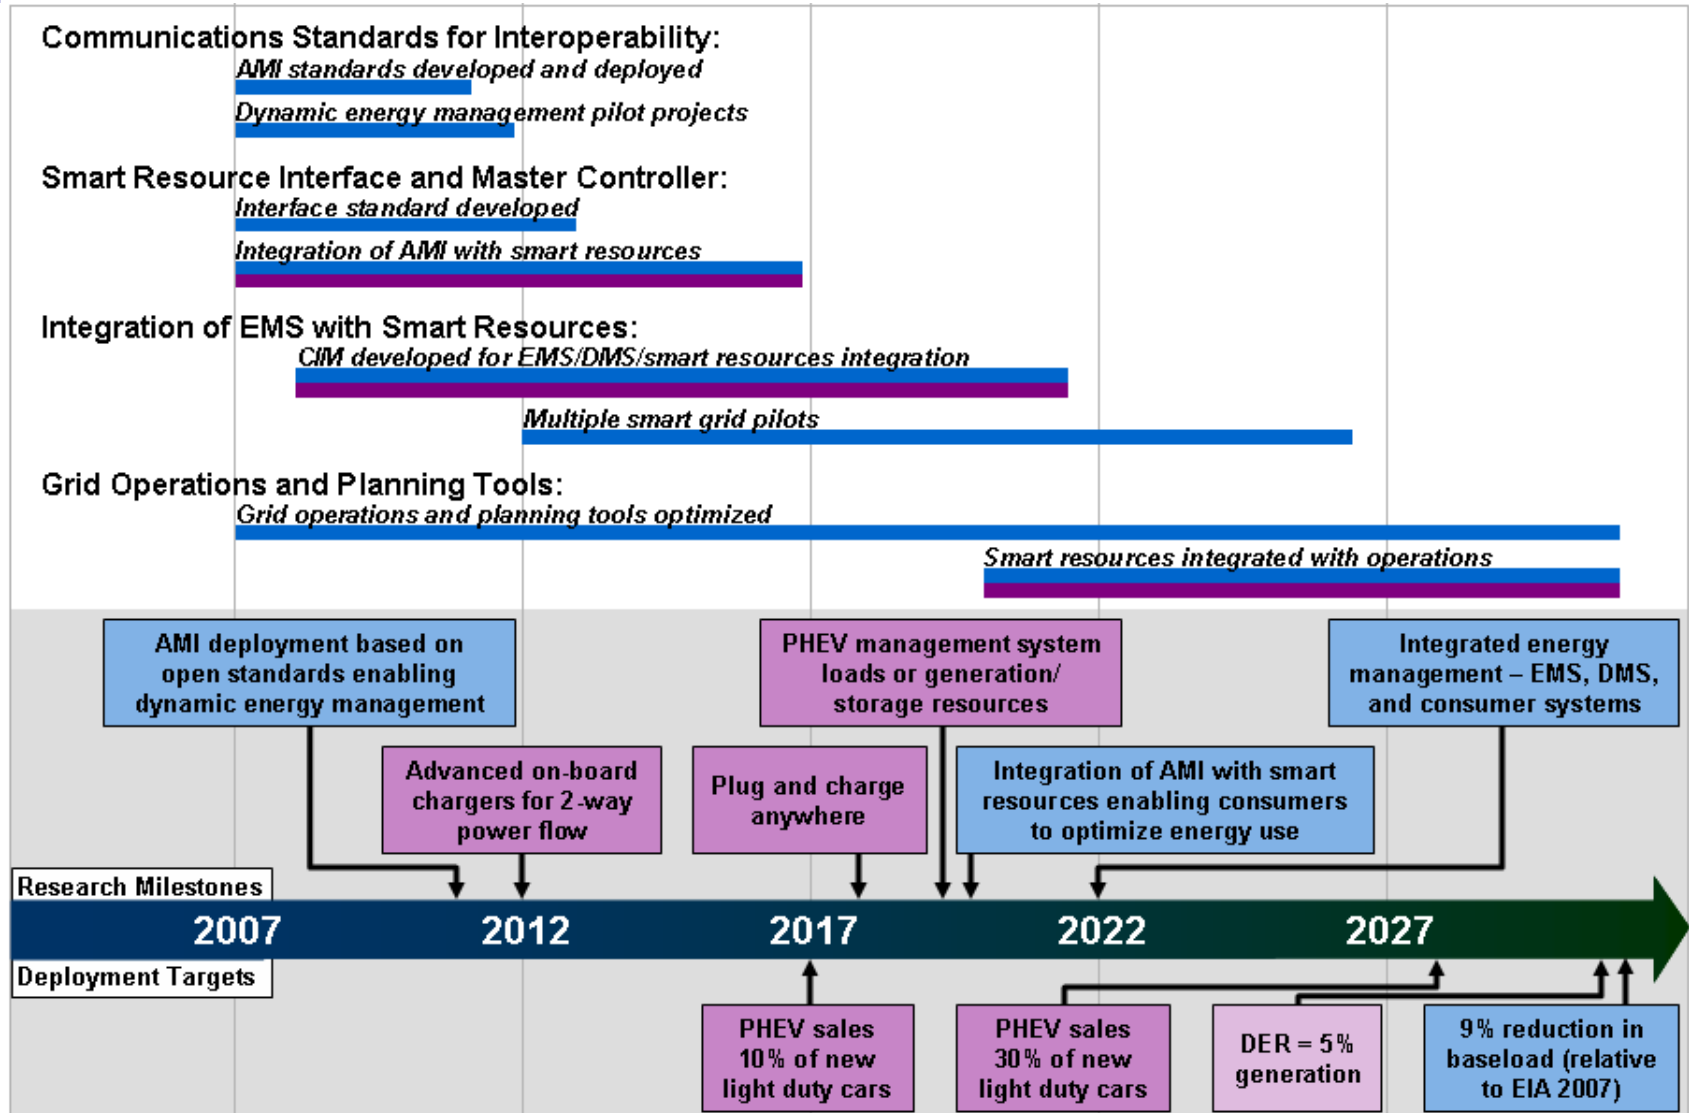 Communications Standards for Interoperability:
AMI standards developed and deployed
Dynamic energy management pilot projects
Smart Resource Interface and Master Controller:
Interface standard developed
Integration of AMI with smart resources
Integration of EMS with Smart Resources:
CIM developed for EMS/DMS/smart resources integration
Multiple smart grid pilots
Grid Operations and Planning Tools:
Grid operations and planning tools optimized
Smart resources integrated with operations
AMI deployment based on
open standards enabling
dynamic energy management
PHEV management system
loads or generation/
storage resources
Integrated energy
management – EMS, DMS,
and consumer systems
Advanced on-board
chargers for 2-way
power flow
Plug and charge
anywhere
Integration of AMI with smart
resources enabling consumers
to optimize energy use
Research Milestones
2007 2012 2017 2022 2027
Deployment Targets
PHEV sales
10% of new
light duty cars
PHEV sales
30% of new
light duty cars
DER = 5%
generation
9% reduction in
baseload (relative
to EIA 2007)